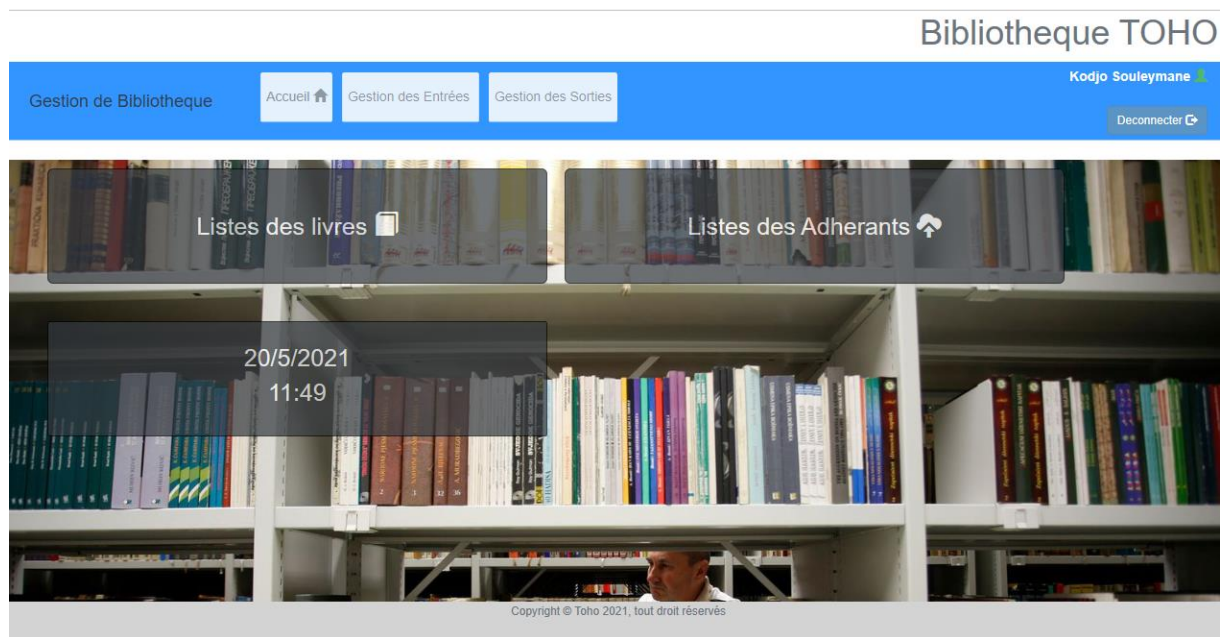 Bibliotheque TOHO
Gestion de Bibliotheque
Accueil
Gestion des Entrées
Gestion des Sorties
Kodjo Souleymane
Deconnecter
Listes des livres
Listes des Adherants
20/5/2021
11:49
Copyright © Toho 2021, tout droit réservés